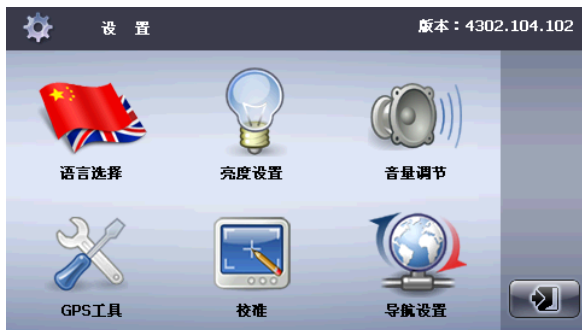 设 置
版本：4302.104.102
语言选择
亮度设置
音量调节
GPS工具
校准
导航设置